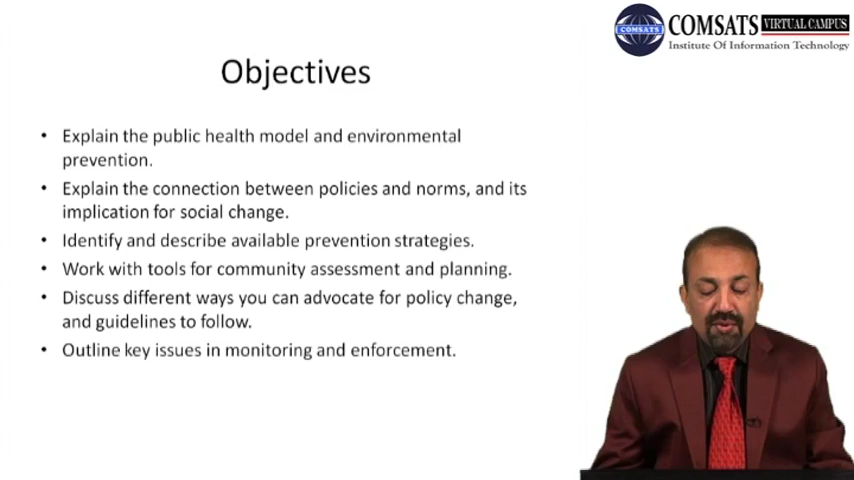 COMSATS VIRTUAL CAMPUS
Institute Of Information Technology
COMSATS
Objectives
• Explain the public health model and environmental
prevention.
• Explain the connection between policies and norms, and its
implication for social change.
• Identify and describe available prevention strategies.
• Work with tools for community assessment and planning.
• Discuss different ways you can advocate for policy change,
and guidelines to follow.
• Outline key issues in monitoring and enforcement.